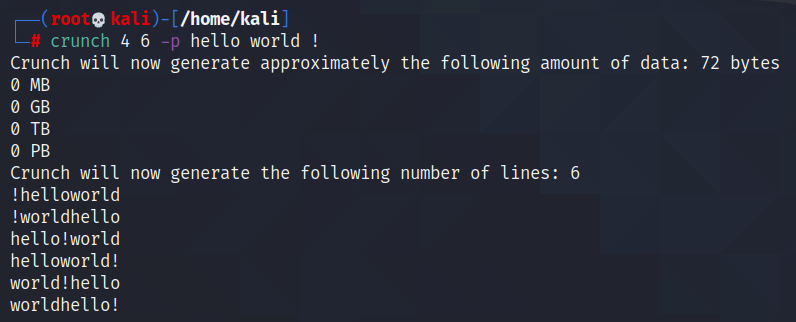 (root💀kali)-[/home/kali]
# crunch 4 6 -p hello world !
Crunch will now generate approximately the following amount of data: 72 bytes
0 MB
0 GB
0 TB
0 PB
Crunch will now generate the following number of lines: 6
!helloworld
!worldhello
hello!world
helloworld!
world!hello
worldhello!